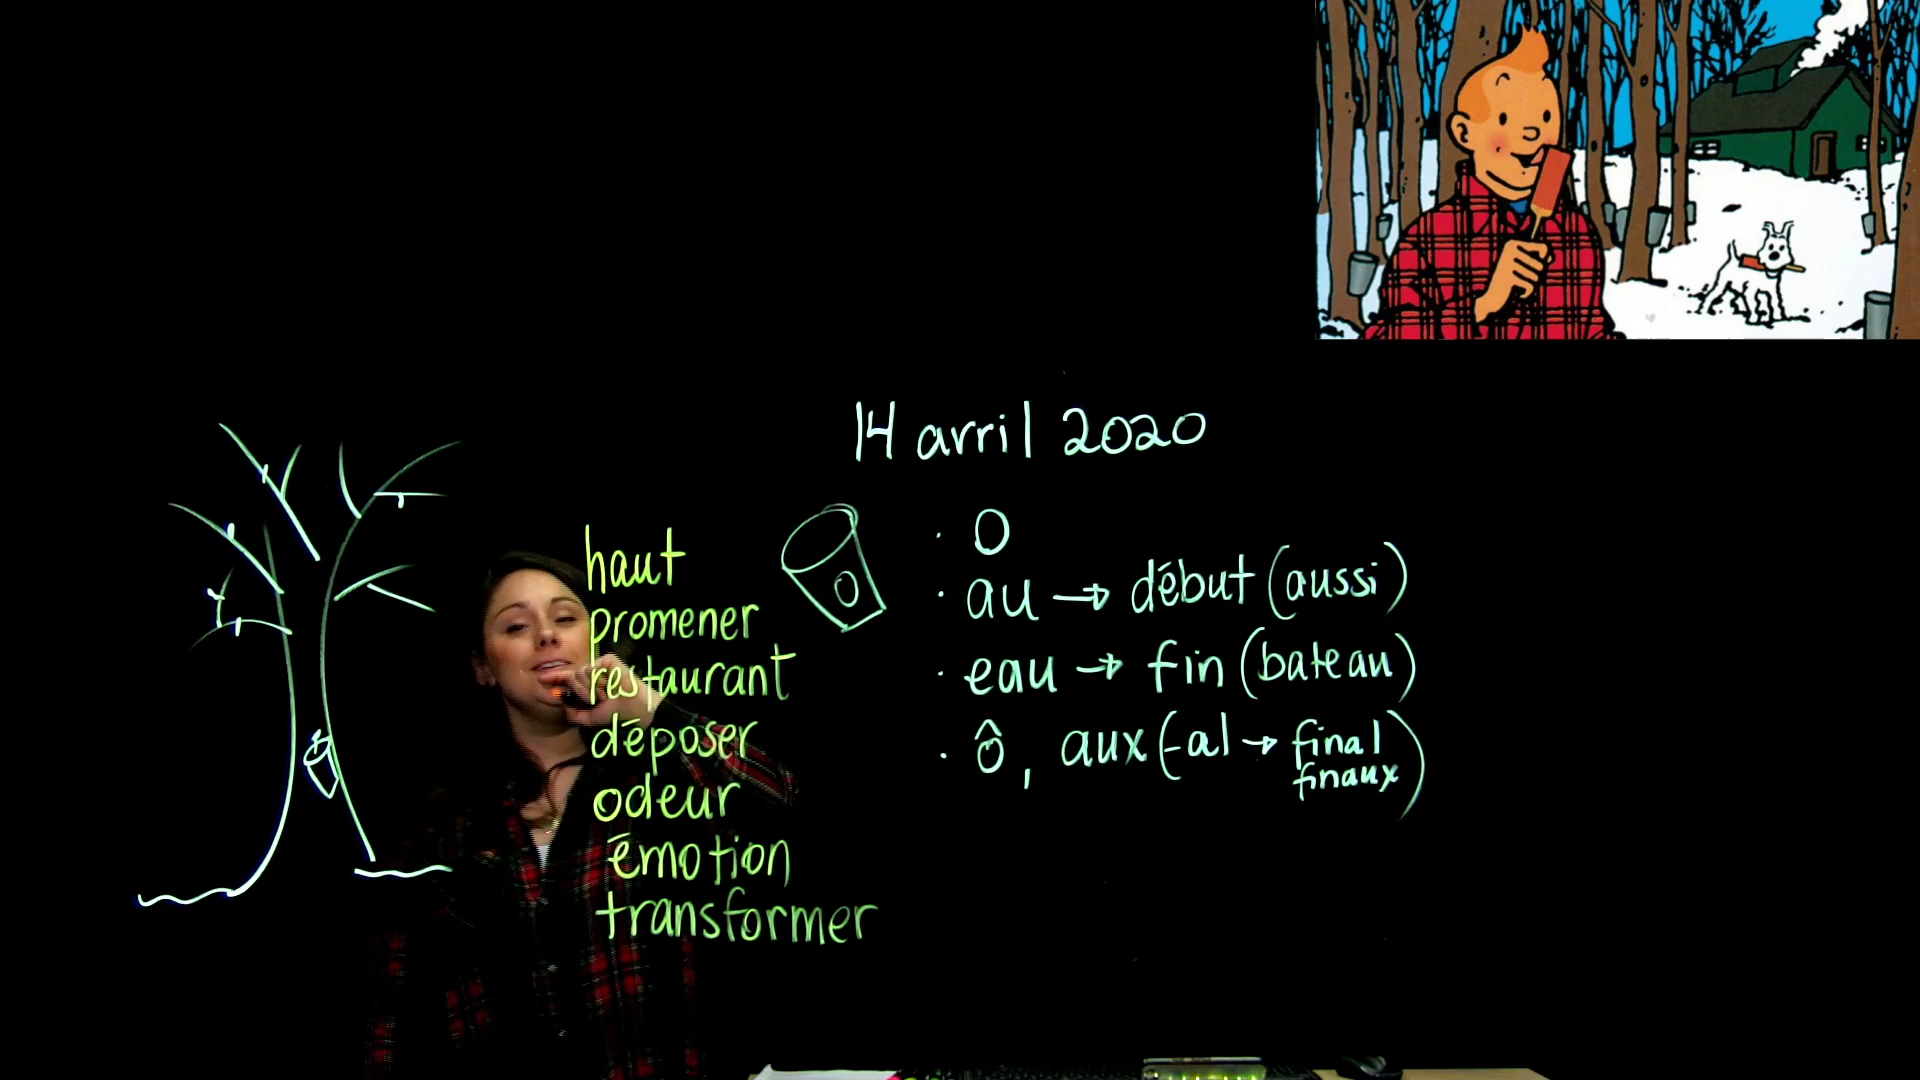 14 avril 2020
haut
promener
restaurant
déposer
odeur
émotion
transformer
O
· O
· au → début (aussi)
· eau → fin (bateau)
· ô, aux (-al → final
finaux)